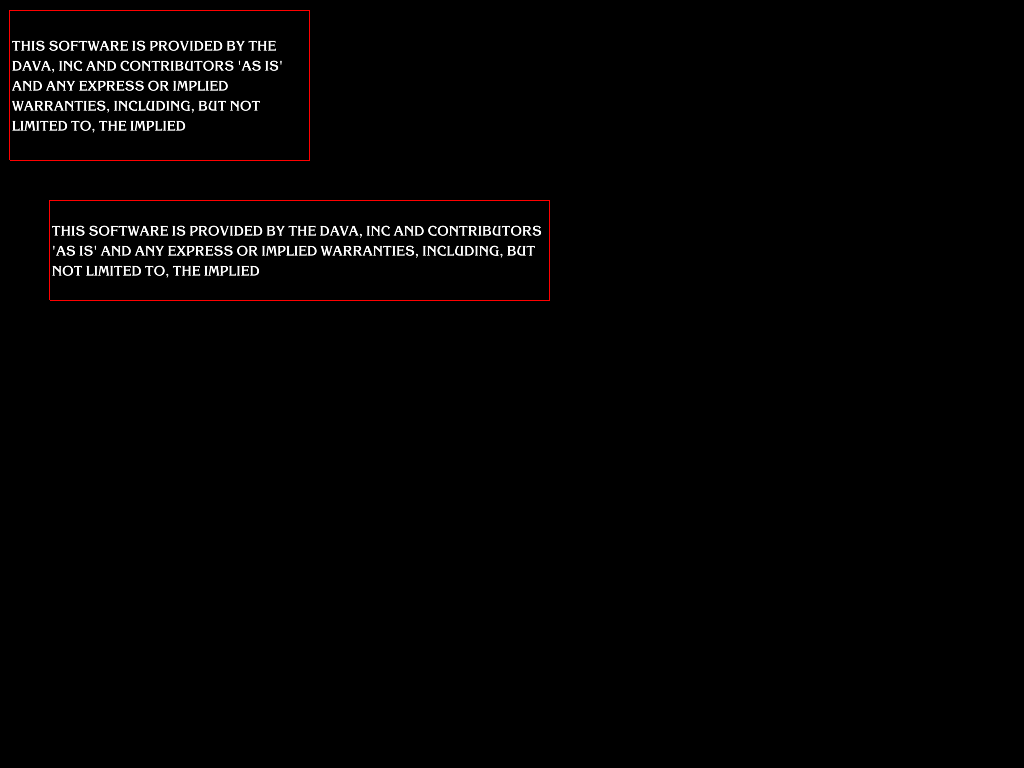 THIS SOFTWARE IS PROVIDED BY THE
DAVA, INC AND CONTRIBUTORS 'AS IS'
AND ANY EXPRESS OR IMPLIED
WARRANTIES, INCLUDING, BUT NOT
LIMITED TO, THE IMPLIED
THIS SOFTWARE IS PROVIDED BY THE DAVA, INC AND CONTRIBUTORS
'AS IS' AND ANY EXPRESS OR IMPLIED WARRANTIES, INCLUDING, BUT
NOT LIMITED TO, THE IMPLIED